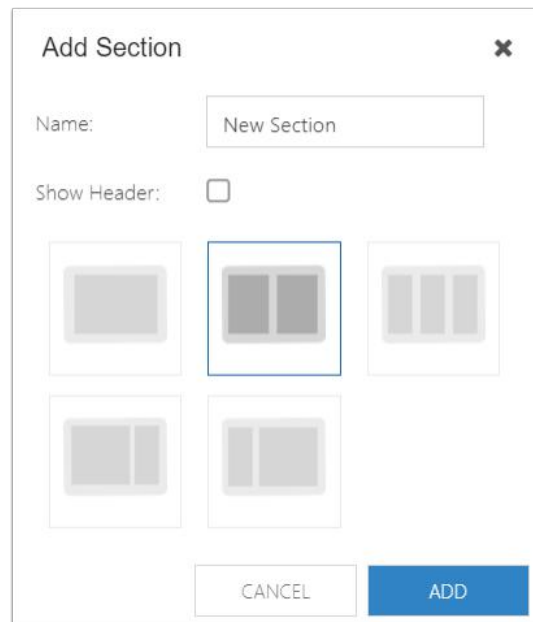 Add Section
Name:
New Section
Show Header:
CANCEL
ADD